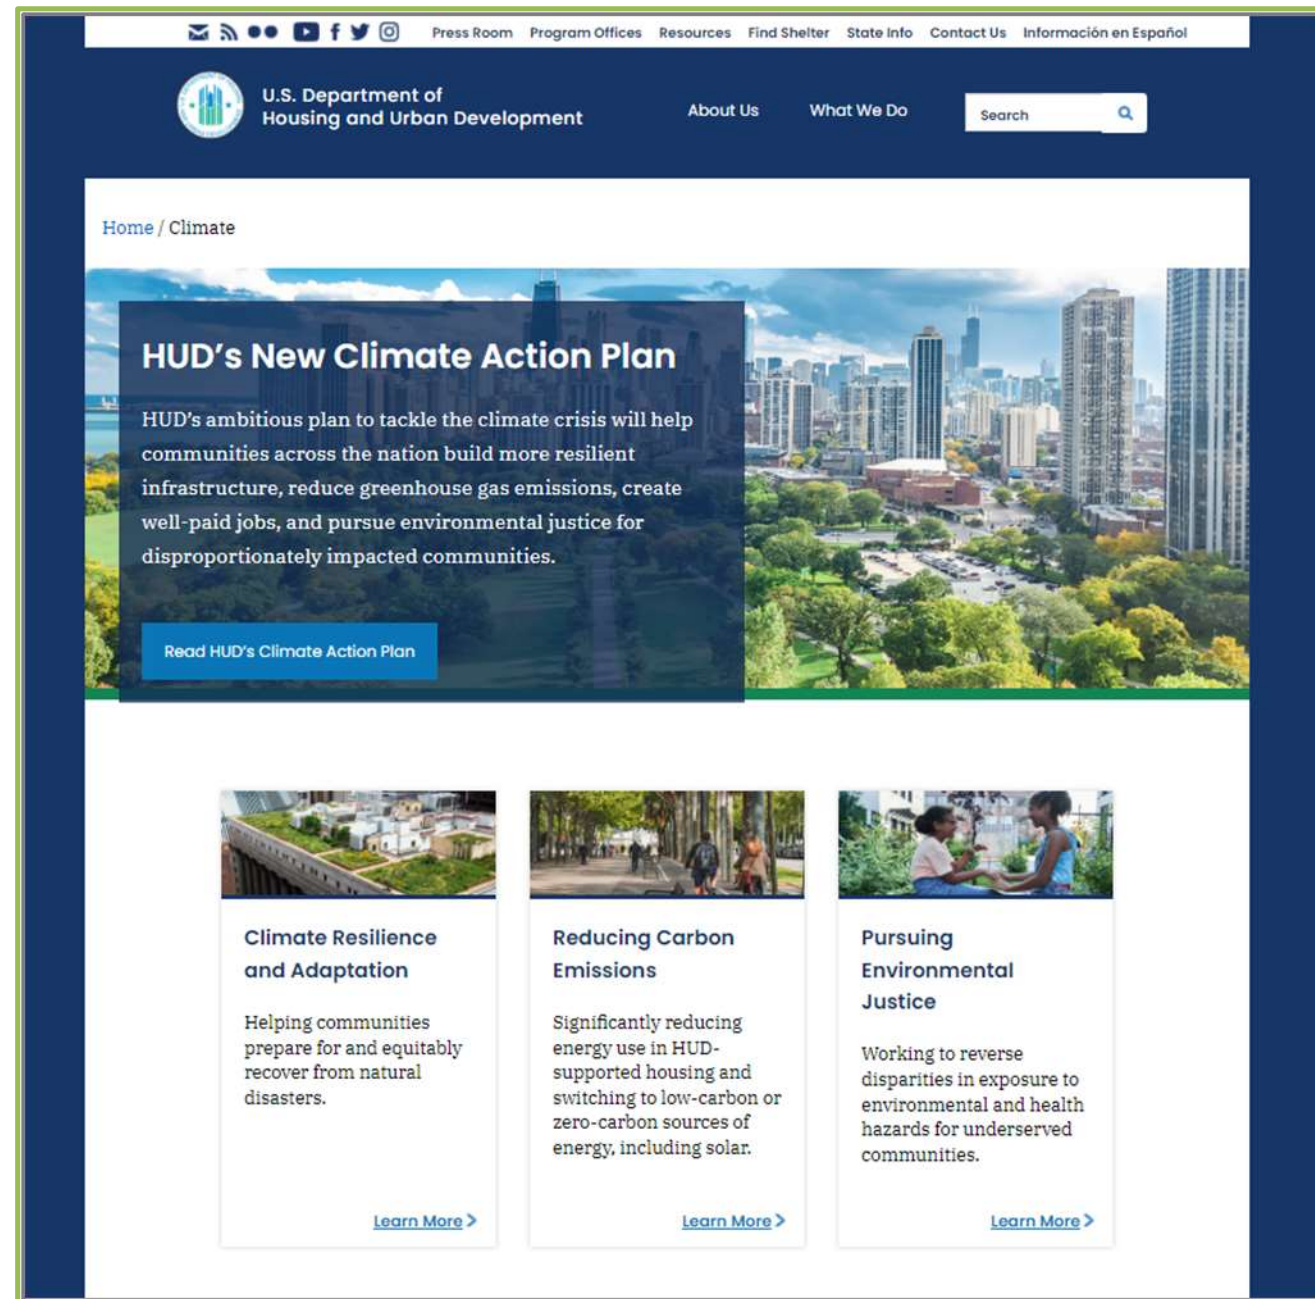 Press Room Program Offices Resources Find Shelter State Info Contact Us Información en Español
U.S. Department of
Housing and Urban Development
About Us What We Do Search
Home / Climate
HUD's New Climate Action Plan
HUD's ambitious plan to tackle the climate crisis will help
communities across the nation build more resilient
infrastructure, reduce greenhouse gas emissions, create
well-paid jobs, and pursue environmental justice for
disproportionately impacted communities.
Read HUD's Climate Action Plan
Climate Resilience
and Adaptation
Helping communities
prepare for and equitably
recover from natural
disasters.
Learn More >
Reducing Carbon
Emissions
Significantly reducing
energy use in HUD-
supported housing and
switching to low-carbon or
zero-carbon sources of
energy, including solar.
Learn More >
Pursuing
Environmental
Justice
Working to reverse
disparities in exposure to
environmental and health
hazards for underserved
communities.
Learn More >